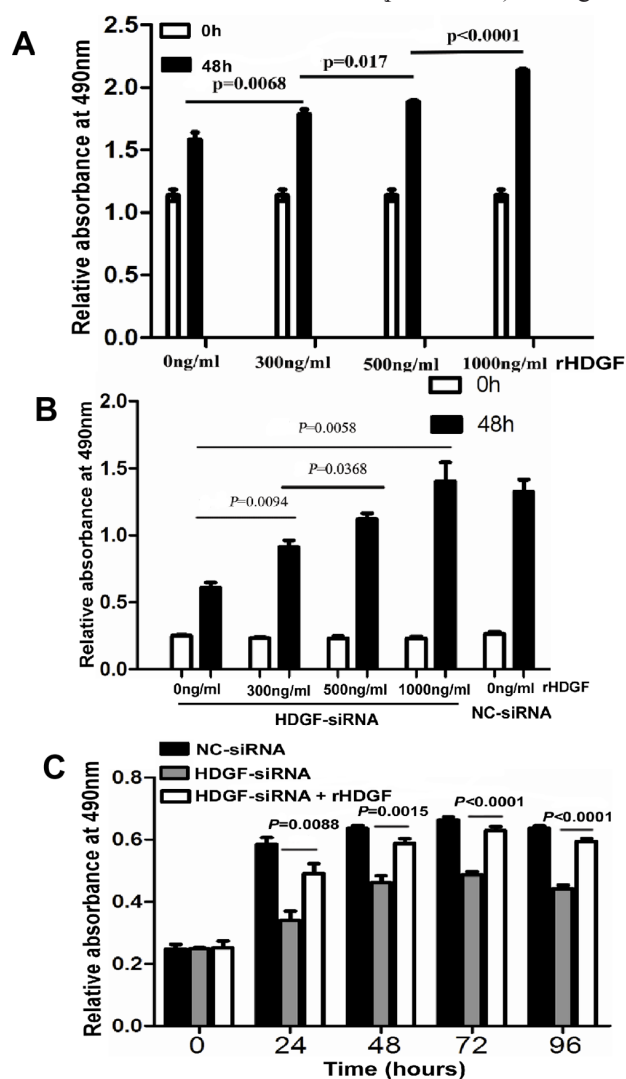 A
Relative absorbance at 490nm
2.5
2.0
1.5
1.0
0.5
0.0
0h
48h
p=0.0068
p=0.017
p<0.0001
0ng/ml 300ng/ml 500ng/ml 1000ng/ml rHDGF
B
Relative absorbance at 490nm
2.0
1.5
1.0
0.5
0.0
0h
48h
P=0.0058
P=0.0368
P=0.0094
0ng/ml 300ng/ml 500ng/ml 1000ng/ml 0ng/ml rHDGF
HDGF-siRNA NC-siRNA
C
Relative absorbance at 490nm
0.8
0.6
0.4
0.2
0.0
NC-siRNA
HDGF-siRNA
HDGF-siRNA + rHDGF
P=0.0088
P=0.0015
P<0.0001
P<0.0001
0 24 48 72 96
Time (hours)